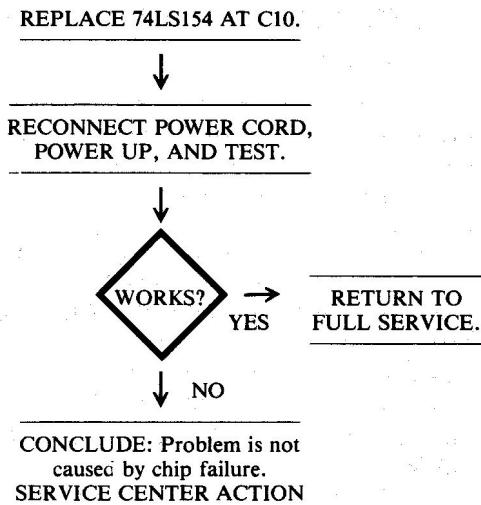 REPLACE 74LS154 AT C10.
RECONNECT POWER CORD,
POWER UP, AND TEST.
WORKS?
YES
RETURN TO
FULL SERVICE.
NO
CONCLUDE: Problem is not
caused by chip failure.
SERVICE CENTER ACTION